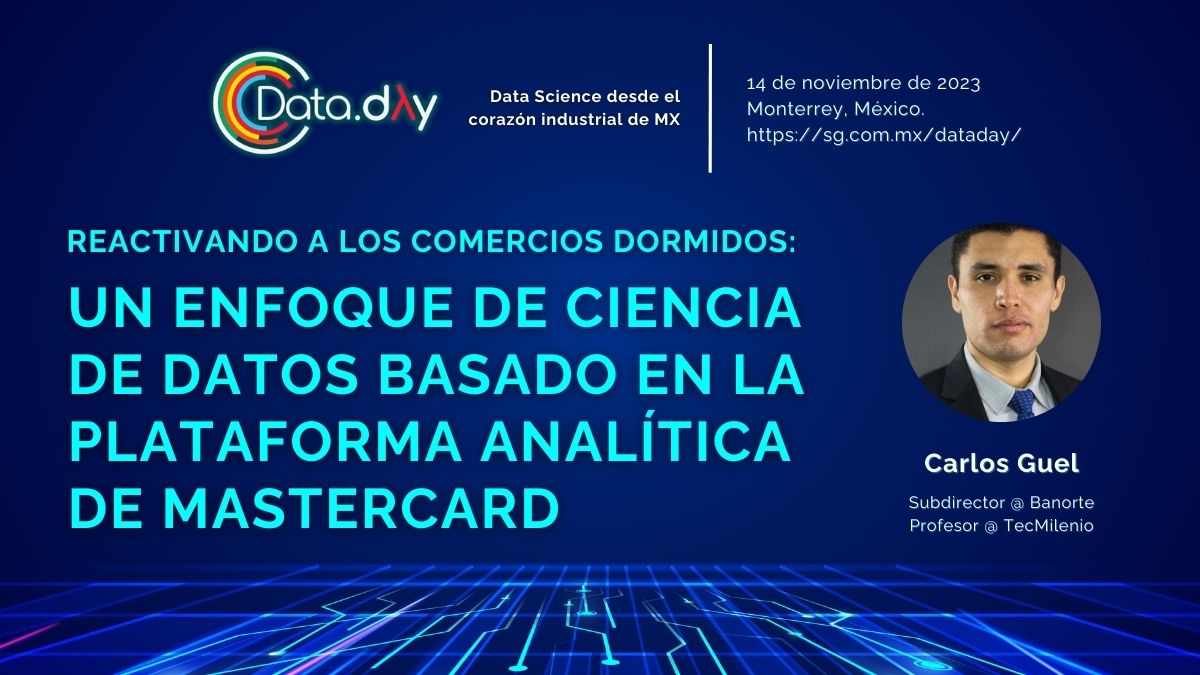 Data.dλy
Data Science desde el
corazón industrial de MX
14 de noviembre de 2023
Monterrey, México.
https://sg.com.mx/dataday/
REACTIVANDO A LOS COMERCIOS DORMIDOS:
UN ENFOQUE DE CIENCIA
DE DATOS BASADO EN LA
PLATAFORMA ANALÍTICA
DE MASTERCARD
Carlos Guel
Subdirector @ Banorte
Profesor @ TecMilenio